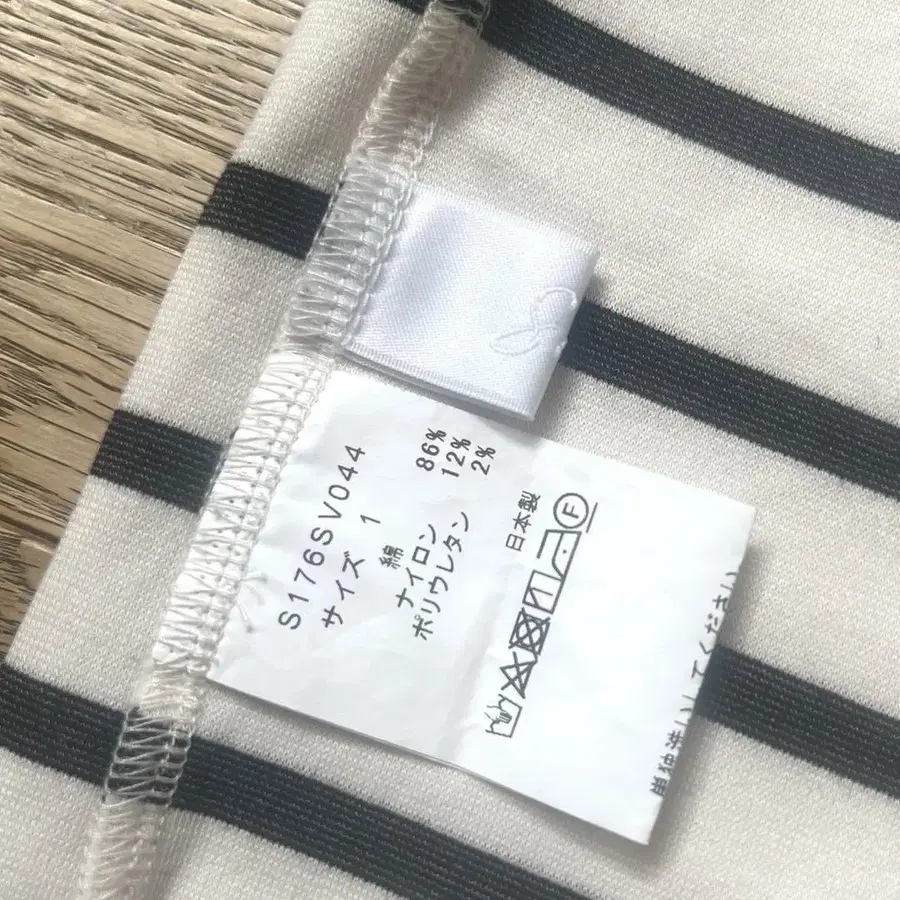 S176SV044
サイズ 1
綿 86%
ナイロン 12%
ポリウレタン 2%
日本製
F